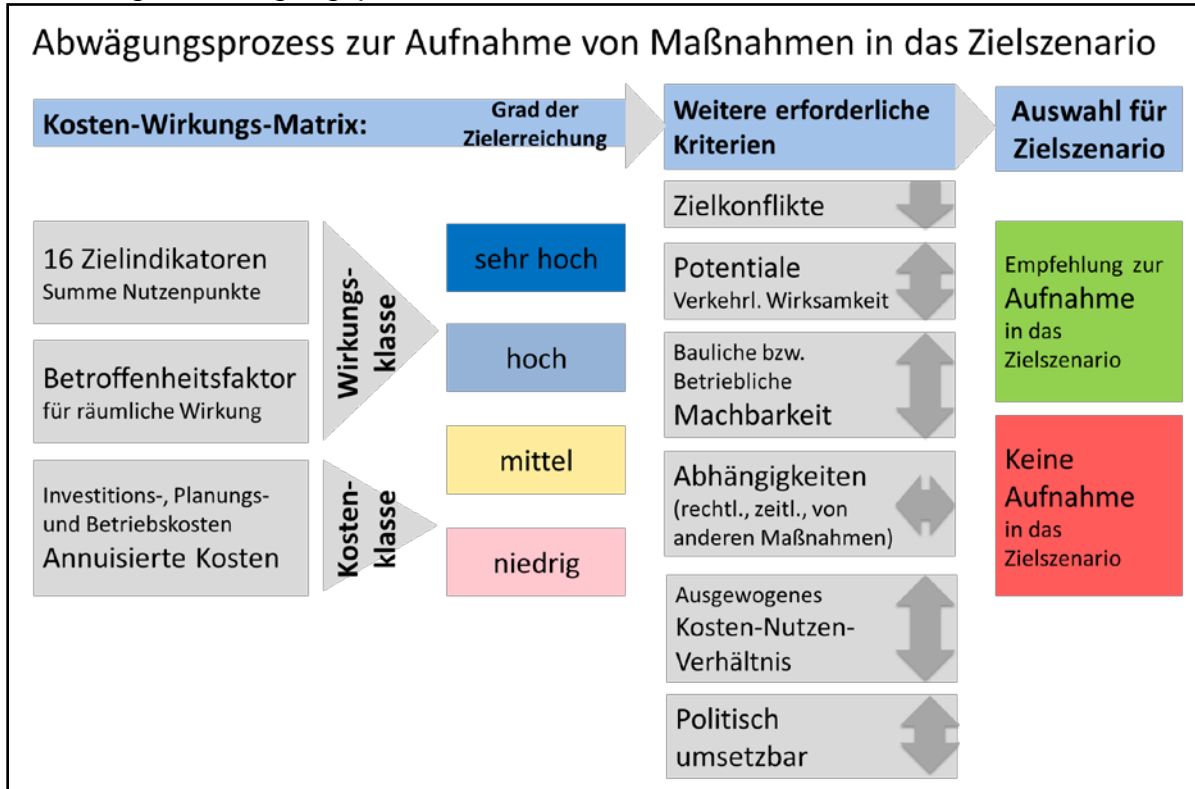 Abwägungsprozess zur Aufnahme von Maßnahmen in das Zielszenario
Kosten-Wirkungs-Matrix:
Grad der
Zielerreichung
Weitere erforderliche
Kriterien
Auswahl für
Zielszenario
16 Zielindikatoren
Summe Nutzenpunkte
Betroffenheitsfaktor
für räumliche Wirkung
Investitions-, Planungs-
und Betriebskosten
Annuisierte Kosten
Wirkungs-
klasse
Kosten-
klasse
sehr hoch
hoch
mittel
niedrig
Zielkonflikte
Potentiale
Verkehrl. Wirksamkeit
Bauliche bzw.
Betriebliche
Machbarkeit
Abhängigkeiten
(rechtl., zeitl., von
anderen Maßnahmen)
Ausgewogenes
Kosten-Nutzen-
Verhältnis
Politisch
umsetzbar
Empfehlung zur
Aufnahme
in das
Zielszenario
Keine
Aufnahme
in das
Zielszenario